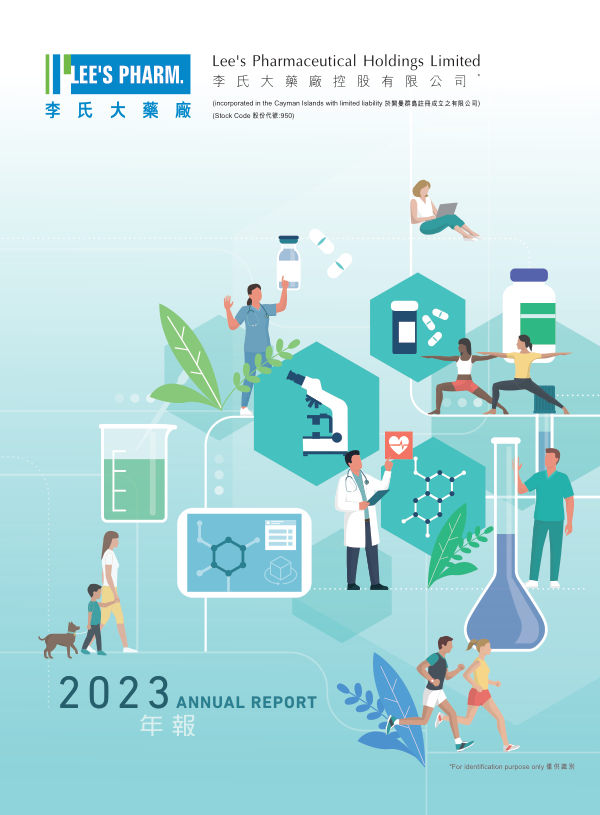 LEE'S PHARM.
李氏大藥廠
Lee's Pharmaceutical Holdings Limited
李氏大藥廠控股有限公司*
(incorporated in the Cayman Islands with limited liability 於開曼群島註冊成立之有限公司)
(Stock Code 股份代號:950)
2023 ANNUAL REPORT
年報
*For identification purpose only 僅供識別